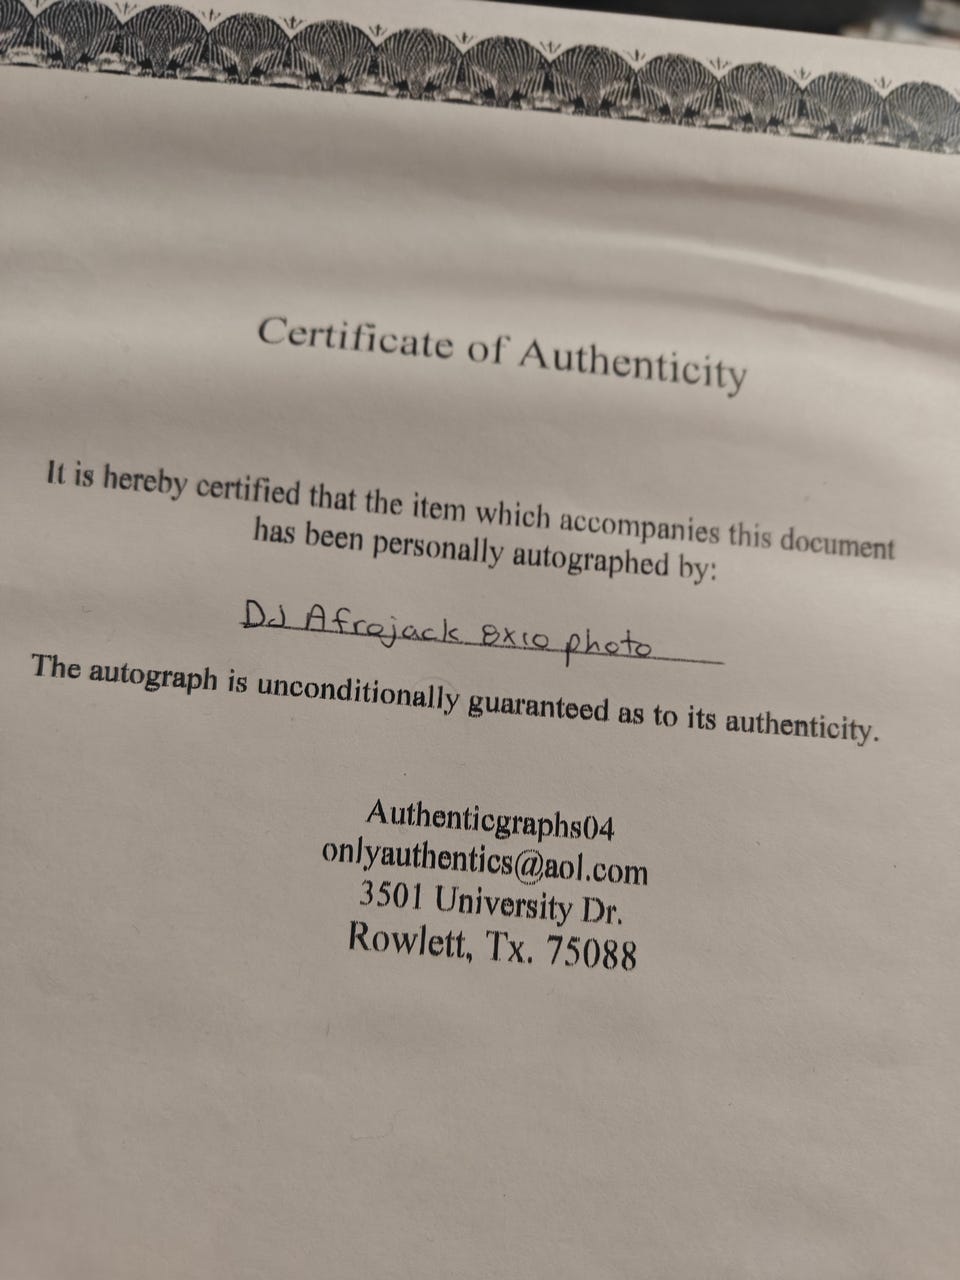 Certificate of Authenticity
It is hereby certified that the item which accompanies this document
has been personally autographed by:
DJ Afrojack 8x10 photo
The autograph is unconditionally guaranteed as to its authenticity.
Authenticgraphs04
onlyauthentics@aol.com
3501 University Dr.
Rowlett, Tx. 75088